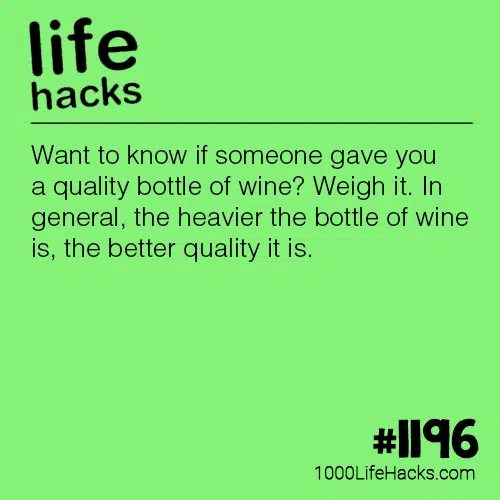 life
hacks
Want to know if someone gave you
a quality bottle of wine? Weigh it. In
general, the heavier the bottle of wine
is, the better quality it is.
#1196
1000LifeHacks.com